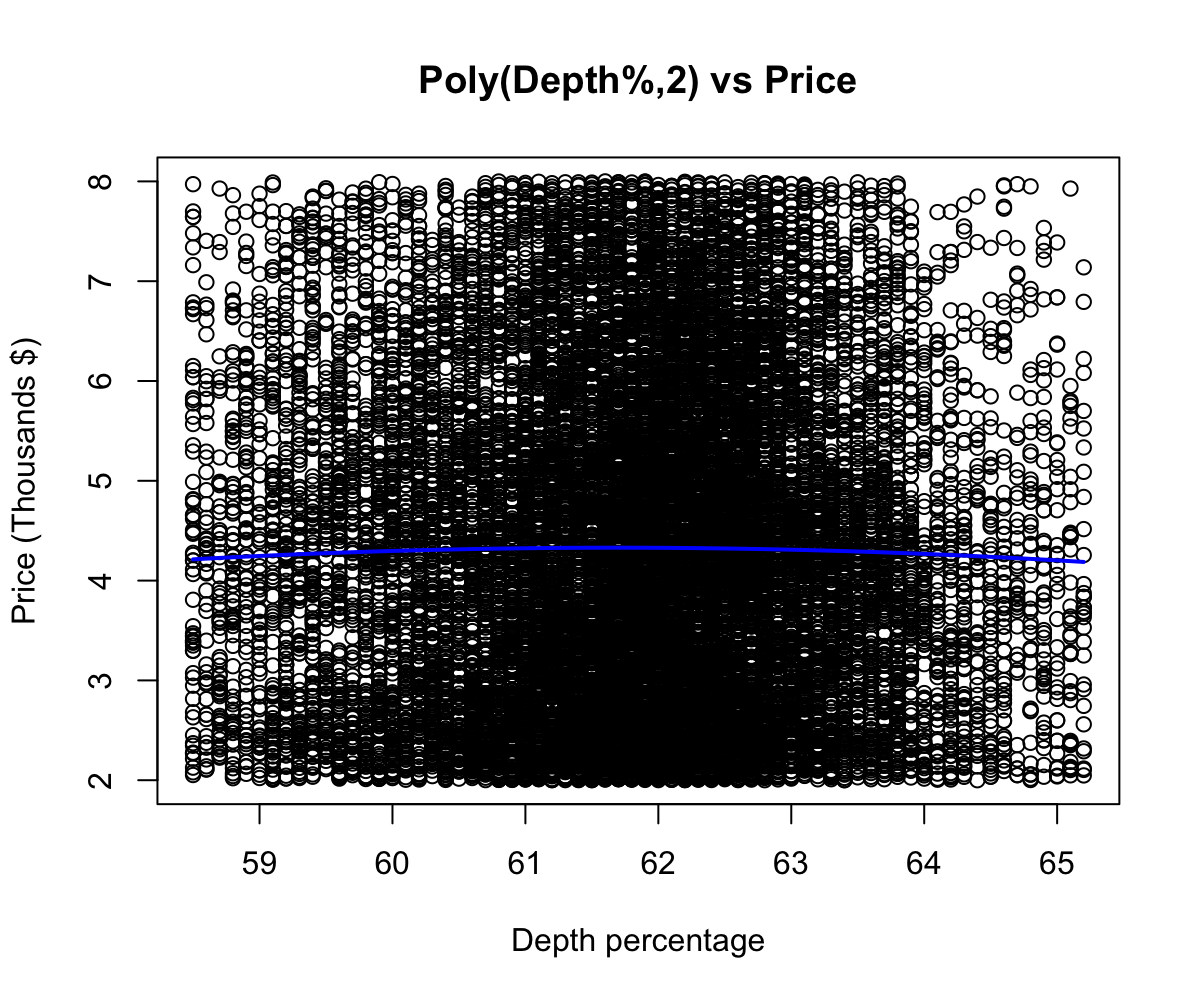 Poly(Depth%,2) vs Price
Price (Thousands $)
8
7
6
5
4
3
2
59 60 61 62 63 64 65
Depth percentage